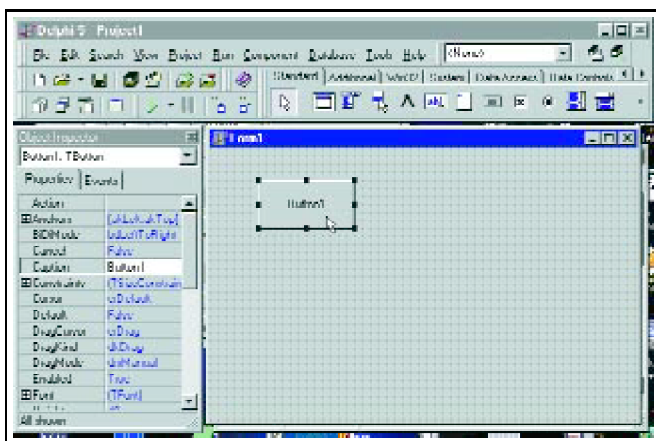 Delphi 5 - Project1
File Edit Search View Project Run Component Database Tools Help <None>
Standard Additional Win32 System Data Access Data Controls
Object Inspector
Button1: TButton
Properties Events
Action
Anchors [akLeft,akTop]
BiDiMode bdLeftToRight
Cancel False
Caption Button1
Constraints (TSizeConstrain
Cursor crDefault
Default False
DragCursor crDrag
DragKind dkDrag
DragMode dmManual
Enabled True
Font (TFont)
All shown
Form1
Button1